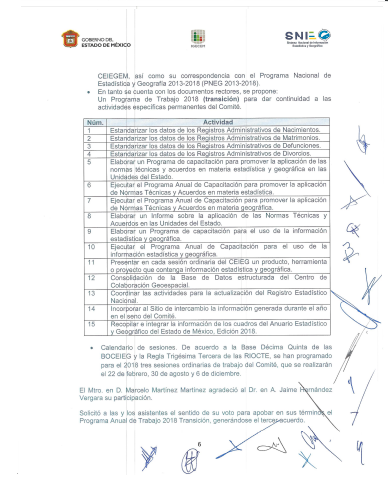 GOBIERNO DEL
ESTADO DE MÉXICO
SNIEG
CEIEGEM, así como su correspondencia con el Programa Nacional de
Estadística y Geografía 2013-2018 (PNEG 2013-2018).
• En tanto se cuenta con los documentos rectores, se propone:
Un Programa de Trabajo 2018 (transición) para dar continuidad a las
actividades específicas permanentes del Comité.
Núm. Actividad
1 Estandarizar los datos de los Registros Administrativos de Nacimientos.
2 Estandarizar los datos de los Registros Administrativos de Matrimonios.
3 Estandarizar los datos de los Registros Administrativos de Defunciones.
4 Estandarizar los datos de los Registros Administrativos de Divorcios.
5 Elaborar un Programa de capacitación para promover la aplicación de las
normas técnicas y acuerdos en materia estadística y geográfica en las
Unidades del Estado.
6 Ejecutar el Programa Anual de Capacitación para promover la aplicación
de Normas Técnicas y Acuerdos en materia estadística.
7 Ejecutar el Programa Anual de Capacitación para promover la aplicación
de Normas Técnicas y Acuerdos en materia geográfica.
8 Elaborar un Informe sobre la aplicación de las Normas Técnicas y
Acuerdos en las Unidades del Estado.
9 Elaborar un Programa de capacitación para el uso de la información
estadística y geográfica.
10 Ejecutar el Programa Anual de Capacitación para el uso de la
información estadística y geográfica.
11 Presentar en cada sesión ordinaria del CEIEG un producto, herramienta
o proyecto que contenga información estadística y geográfica.
12 Consolidación de la Base de Datos estructurada del Centro de
Colaboración Geoespacial.
13 Coordinar las actividades para la actualización del Registro Estadístico
Nacional.
14 Incorporar al Sitio de intercambio la información generada durante el año
en el seno del Comité.
15 Recopilar e integrar la información de los cuadros del Anuario Estadístico
y Geográfico del Estado de México, Edición 2018.
• Calendario de sesiones. De acuerdo a la Base Décima Quinta de las
BOCEIEG y la Regla Trigésima Tercera de las RIOCTE, se han programado
para el 2018 tres sesiones ordinarias de trabajo del Comité, que se realizarán
el 22 de febrero, 30 de agosto y 6 de diciembre.
El Mtro. en D. Marcelo Martínez Martínez agradeció al Dr. en A. Jaime Hernández
Vergara su participación.
Solicitó a las y los asistentes el sentido de su voto para aprobar en sus términos el
Programa Anual de Trabajo 2018 Transición, generándose el tercer acuerdo.
6